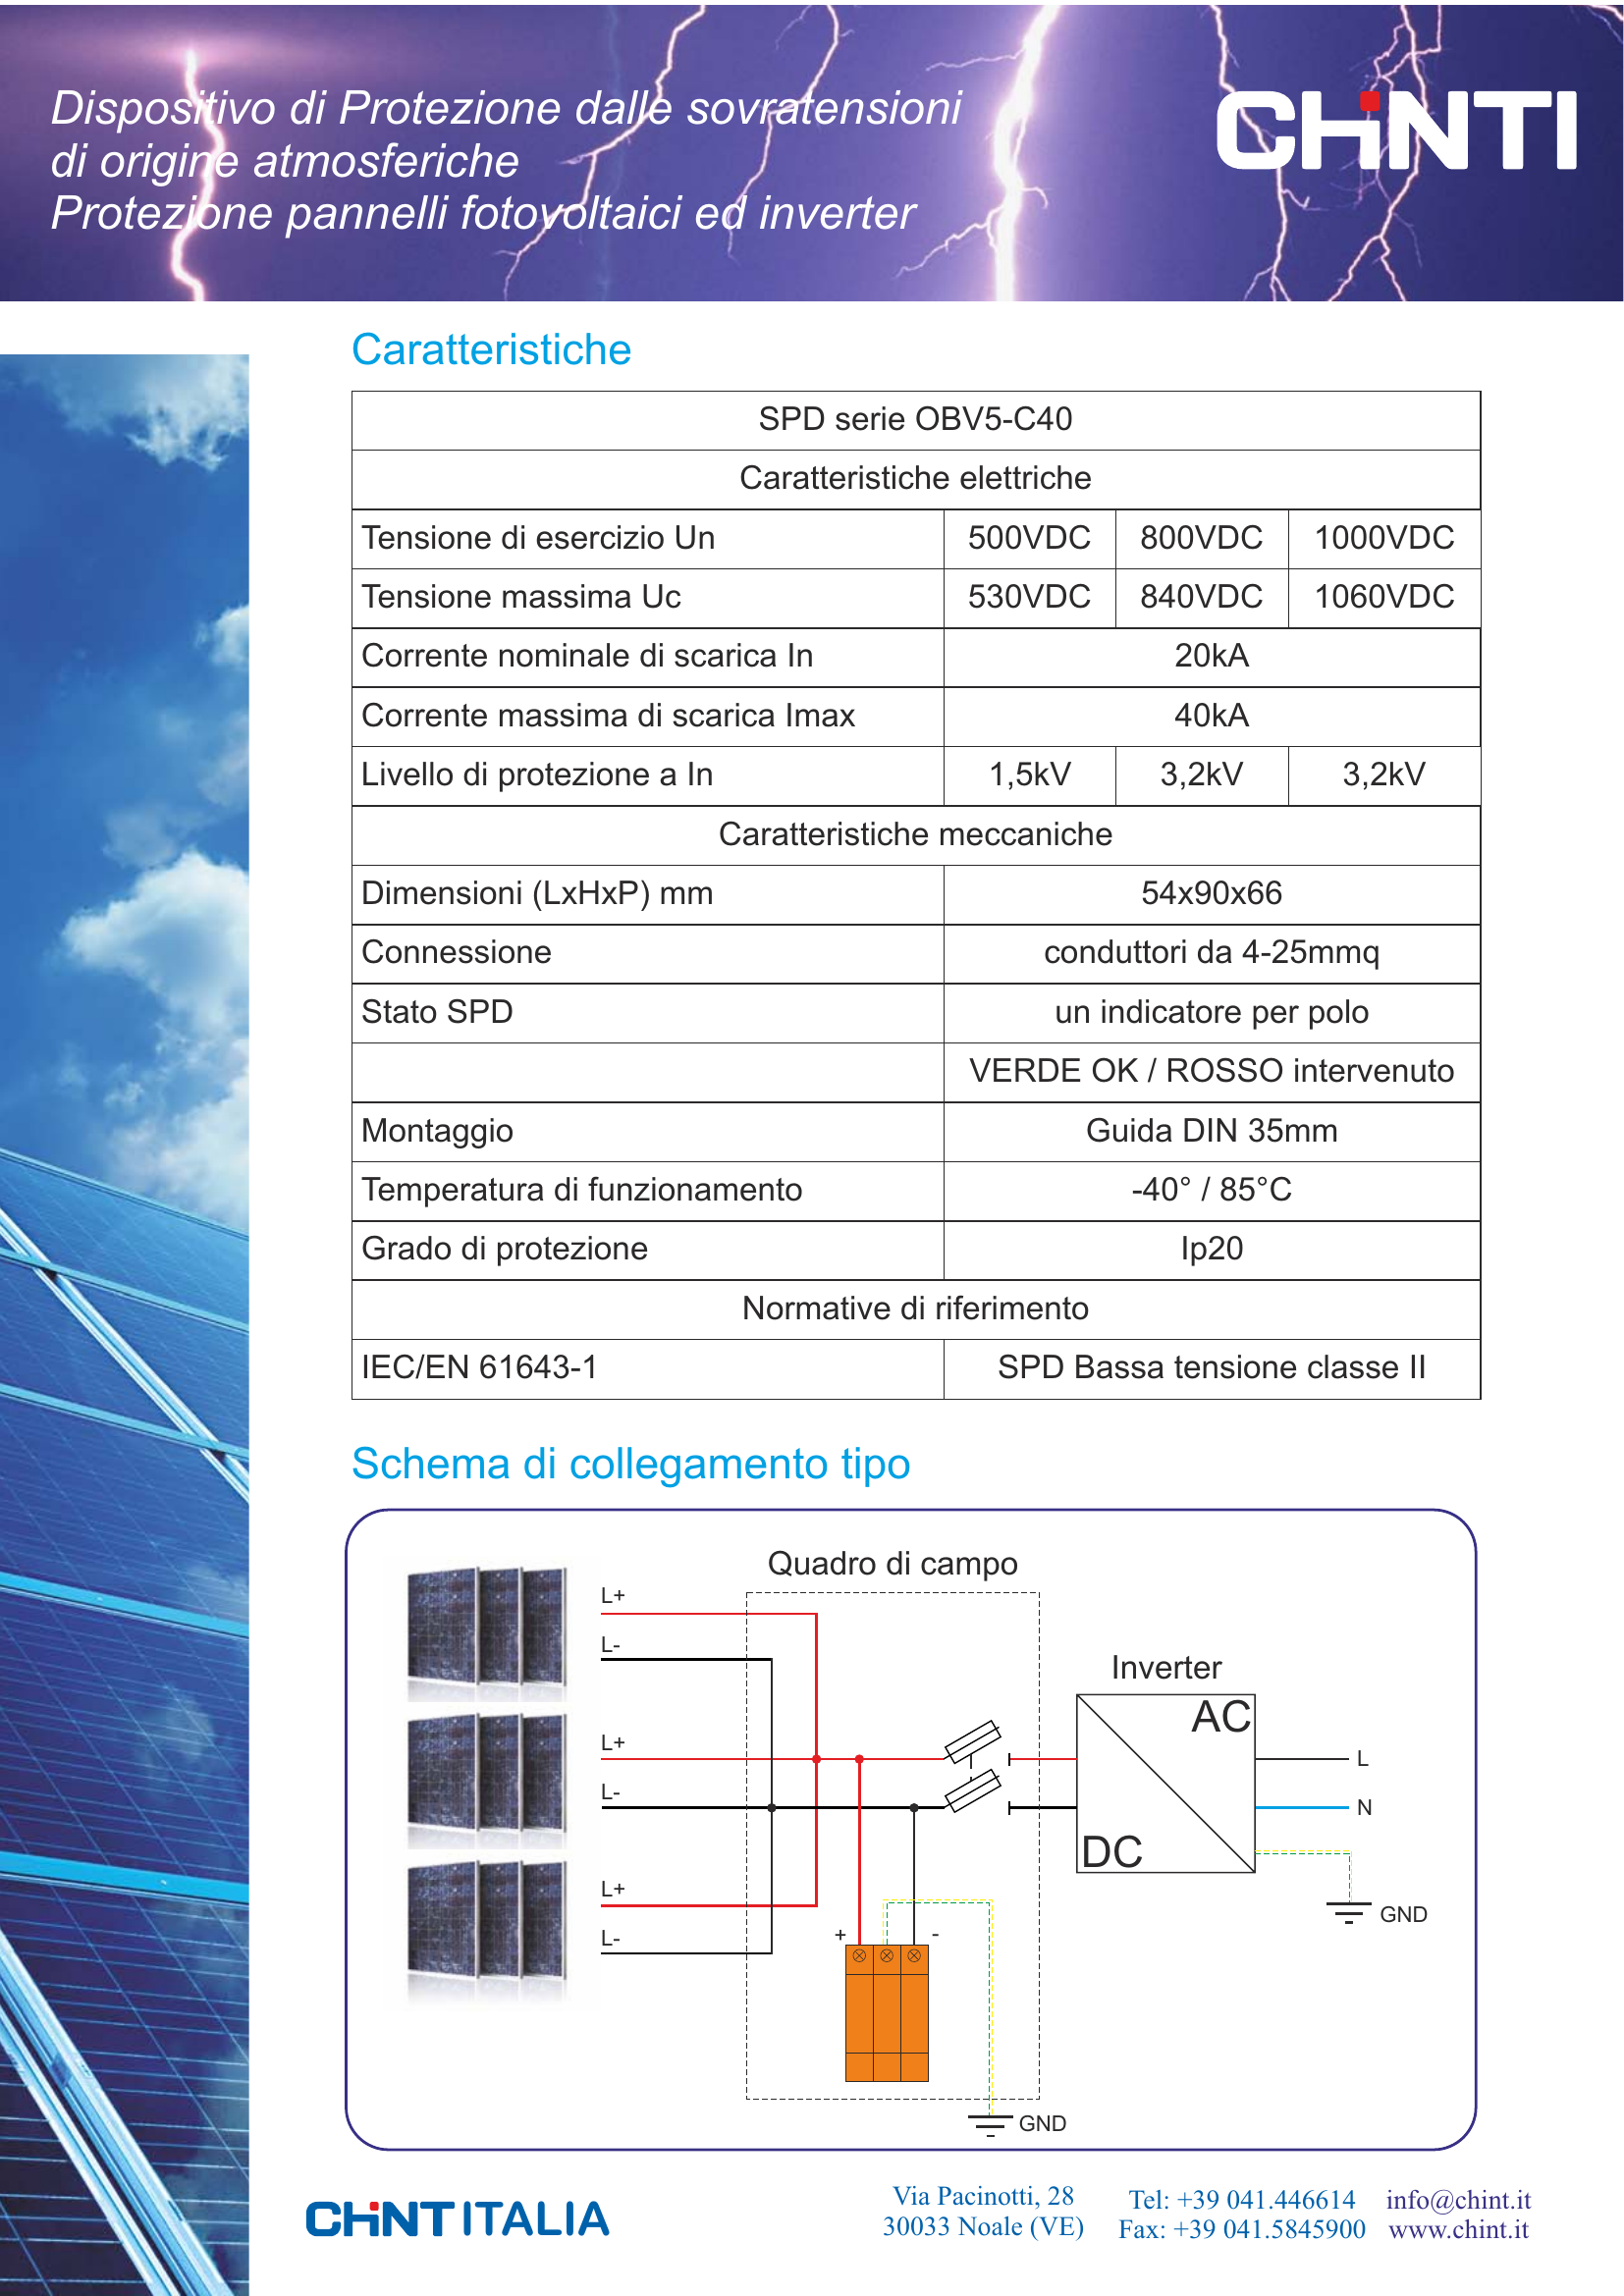 Dispositivo di Protezione dalle sovratensioni
di origine atmosferiche
Protezione pannelli fotovoltaici ed inverter
CHNTI
Caratteristiche
SPD serie OBV5-C40
Caratteristiche elettriche
Tensione di esercizio Un 500VDC 800VDC 1000VDC
Tensione massima Uc 530VDC 840VDC 1060VDC
Corrente nominale di scarica In 20kA
Corrente massima di scarica Imax 40kA
Livello di protezione a In 1,5kV 3,2kV 3,2kV
Caratteristiche meccaniche
Dimensioni (LxHxP) mm 54x90x66
Connessione conduttori da 4-25mmq
Stato SPD un indicatore per polo
VERDE OK / ROSSO intervenuto
Montaggio Guida DIN 35mm
Temperatura di funzionamento -40° / 85°C
Grado di protezione Ip20
Normative di riferimento
IEC/EN 61643-1 SPD Bassa tensione classe II
Schema di collegamento tipo
Quadro di campo
L+
L-
Inverter
AC
L+
L
L-
N
DC
L+
GND
L-
+ -
GND
CHINT ITALIA
Via Pacinotti, 28
30033 Noale (VE)
Tel: +39 041.446614
Fax: +39 041.5845900
info@chint.it
www.chint.it